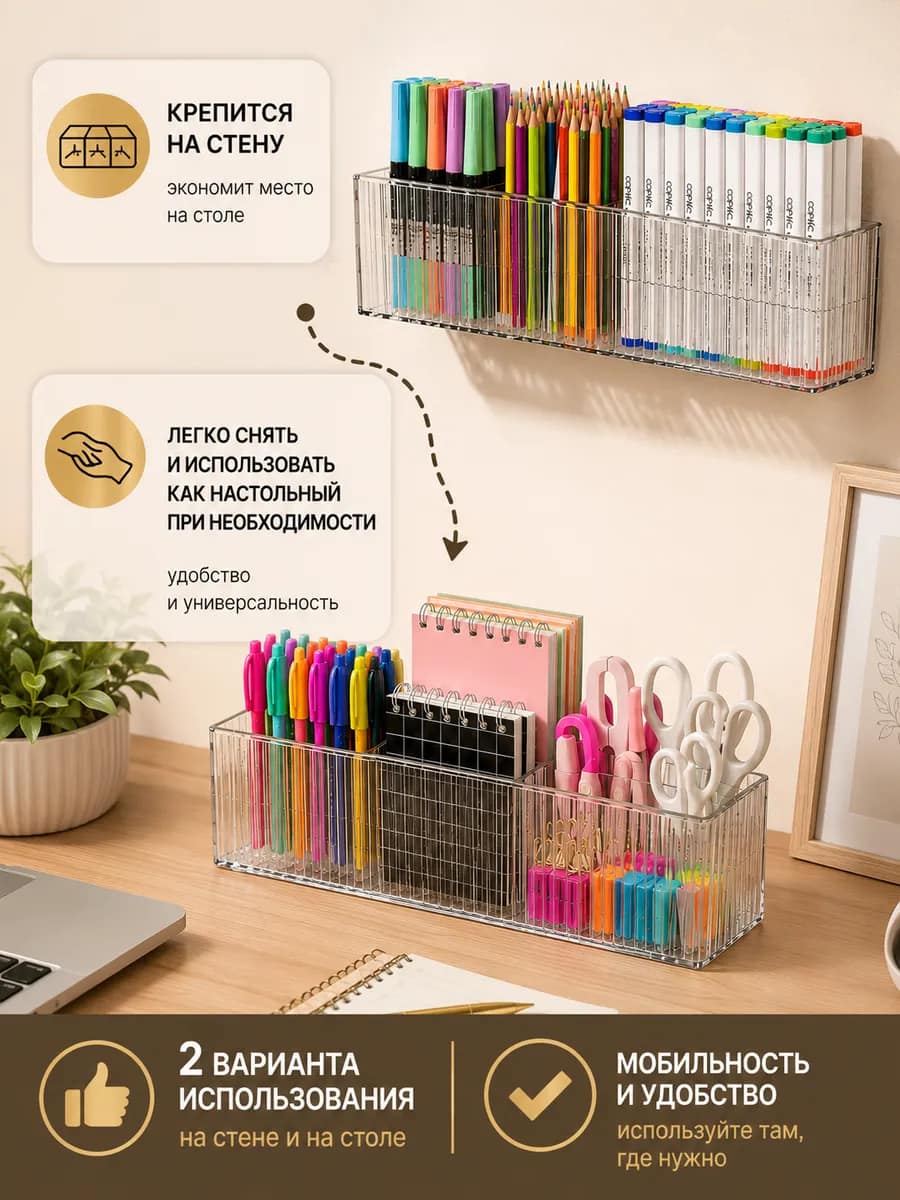 КРЕПИТСЯ
НА СТЕНУ
экономит место
на столе
ЛЕГКО СНЯТЬ
И ИСПОЛЬЗОВАТЬ
КАК НАСТОЛЬНЫЙ
ПРИ НЕОБХОДИМОСТИ
удобство
и универсальность
2 ВАРИАНТА
ИСПОЛЬЗОВАНИЯ
на стене и на столе
МОБИЛЬНОСТЬ
И УДОБСТВО
используйте там,
где нужно